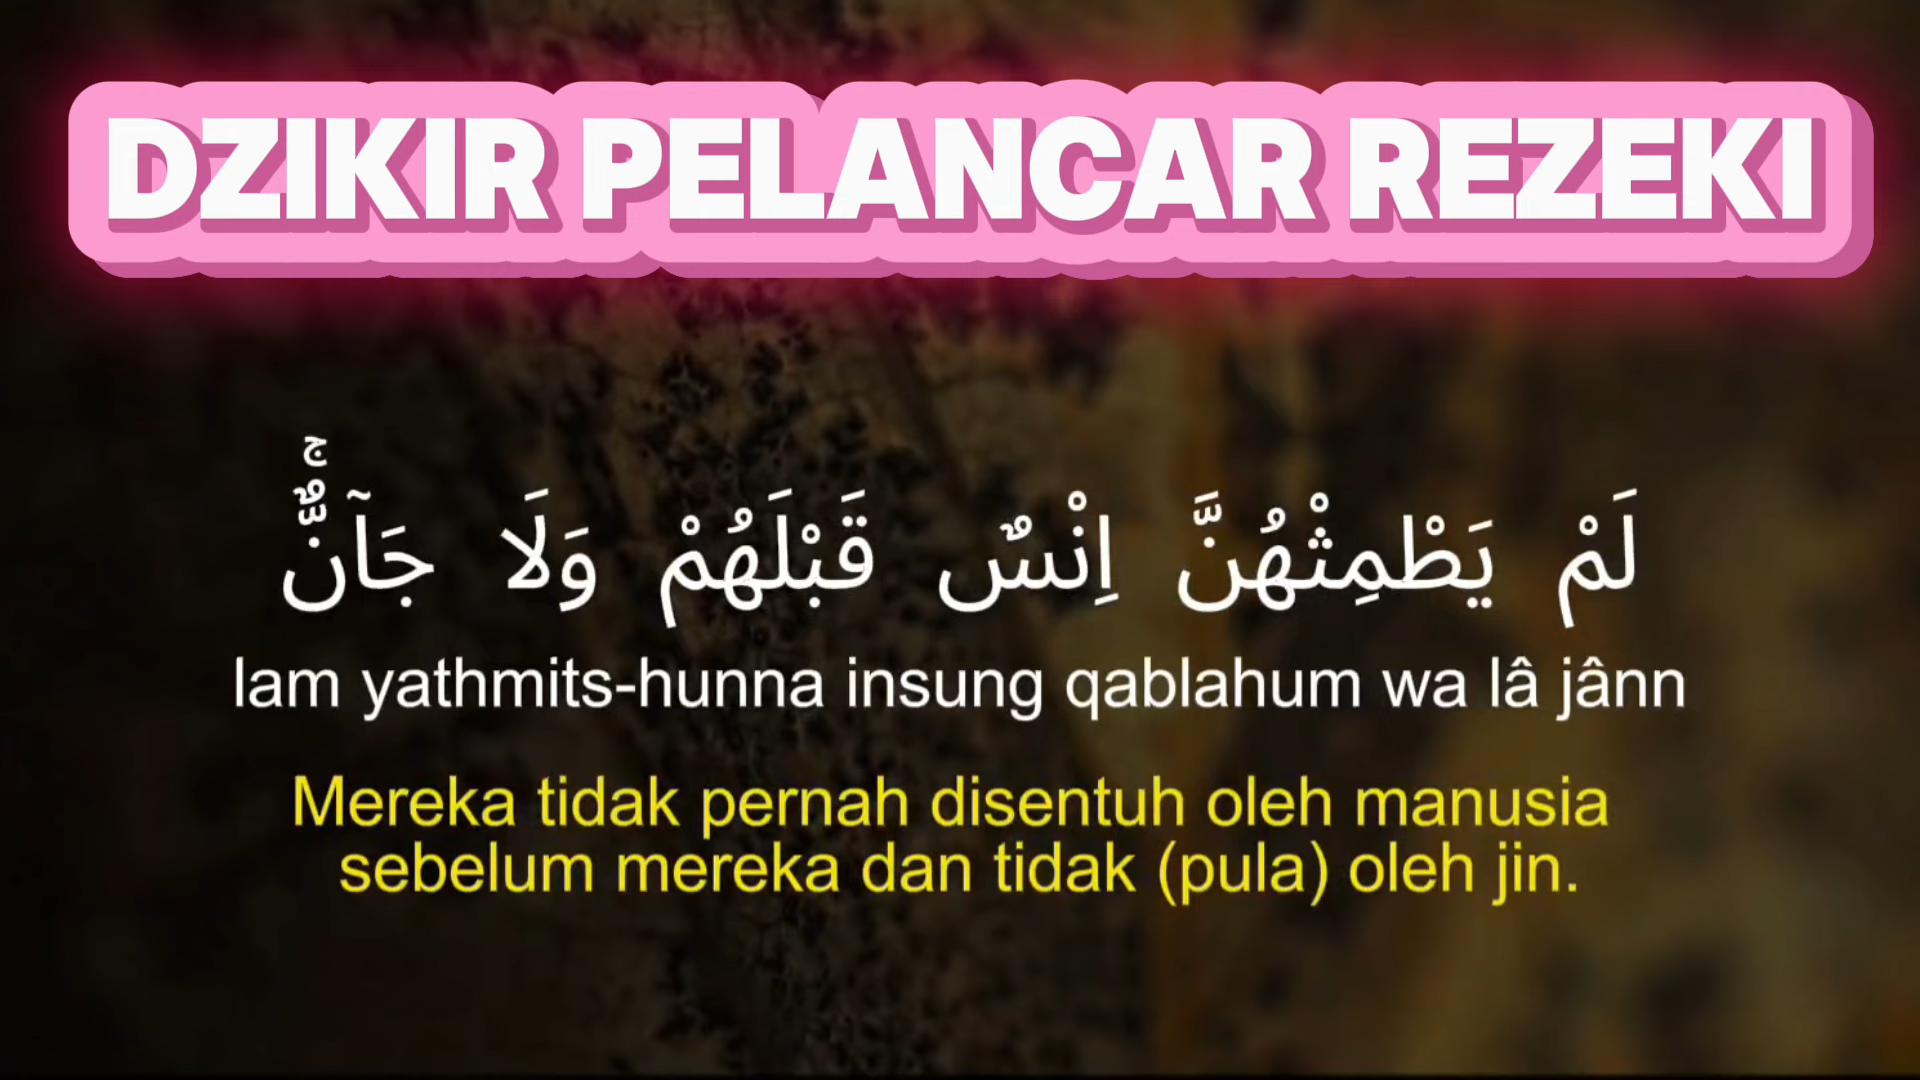 DZIKIR PELANCAR REZEKI
لَمْ يَطْمِثْهُنَّ اِنْسٌ قَبْلَهُمْ وَلَا جَاۤنٌّۚ
lam yathmits-hunna insung qablahum wa lâ jânn
Mereka tidak pernah disentuh oleh manusia
sebelum mereka dan tidak (pula) oleh jin.